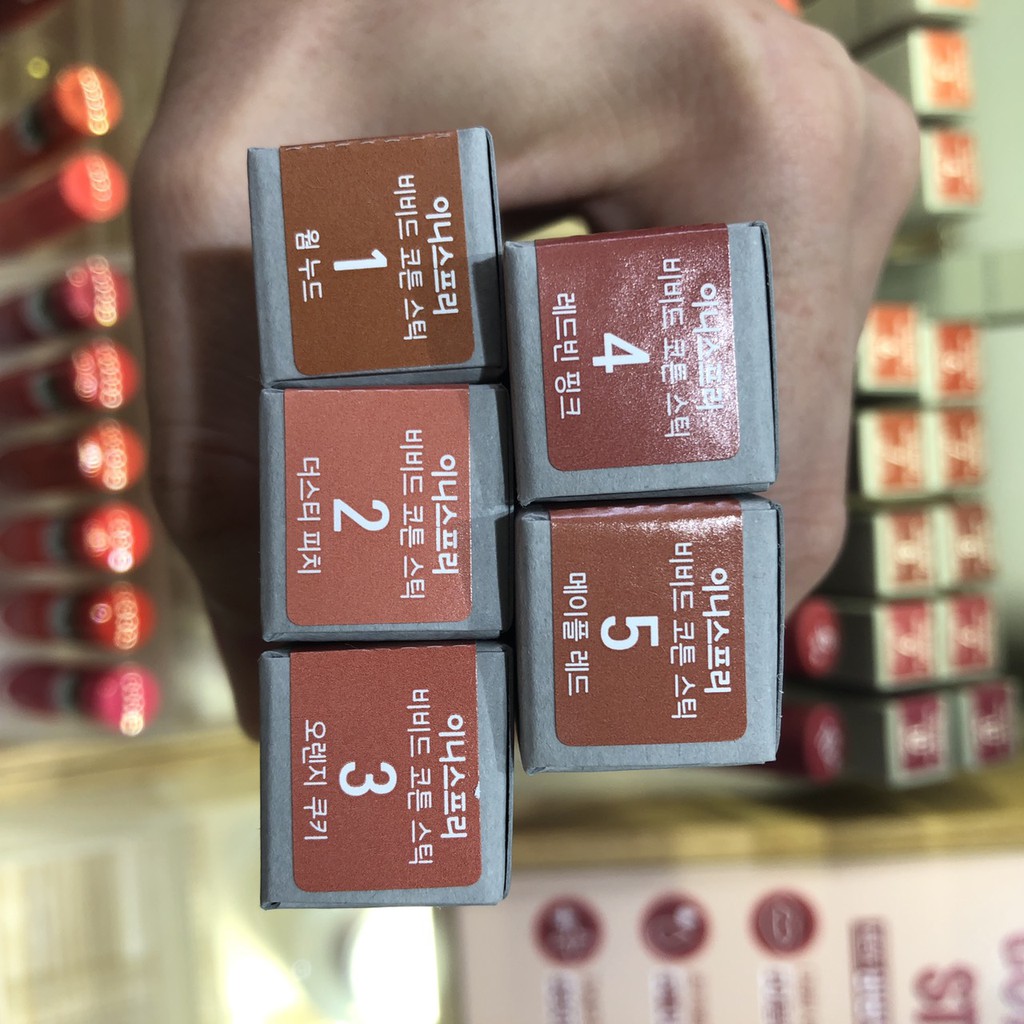 이니스프리
비비드 코튼 스틱
1
웜 누드
이니스프리
비비드 코튼 스틱
2
더스티 피치
이니스프리
비비드 코튼 스틱
3
오렌지 쿠키
이니스프리
비비드 코튼 스틱
4
레드빈 핑크
이니스프리
비비드 코튼 스틱
5
메이플 레드